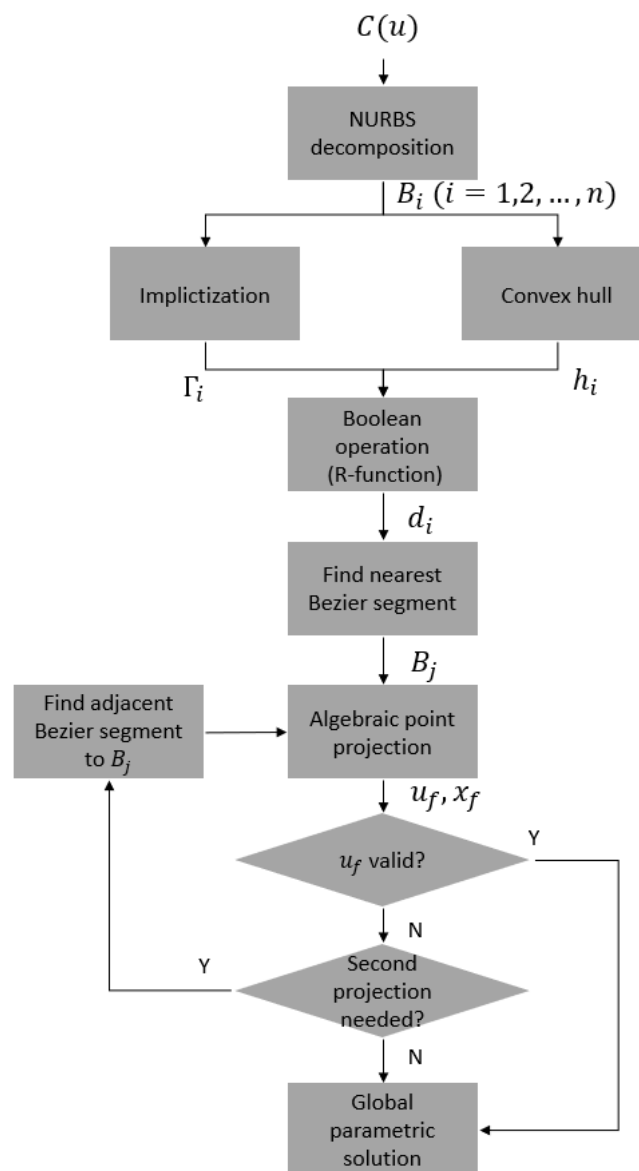 C(u)
NURBS
decomposition
B_i (i = 1,2, ..., n)
Implictization
Convex hull
Γ_i
h_i
Boolean
operation
(R-function)
d_i
Find nearest
Bezier segment
B_j
Find adjacent
Bezier segment
to B_j
Algebraic point
projection
u_f, x_f
u_f valid?
Y
N
Y
Second
projection
needed?
N
Global
parametric
solution